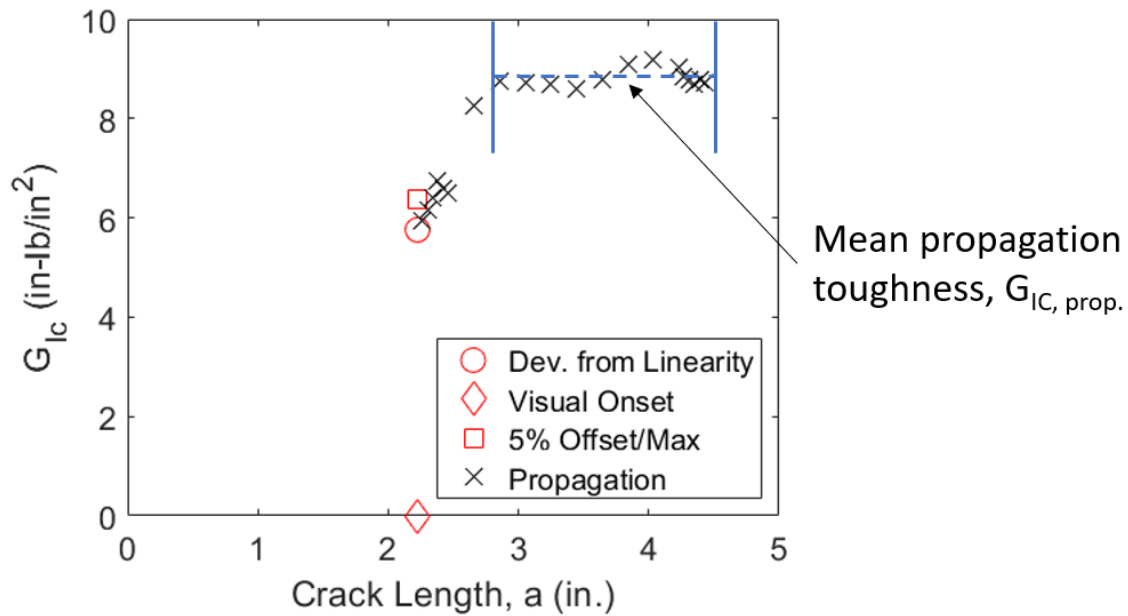 10
8
6
4
2
0
G_Ic (in-lb/in^2)
0 1 2 3 4 5
Crack Length, a (in.)
Dev. from Linearity
Visual Onset
5% Offset/Max
Propagation
Mean propagation
toughness, G_IC, prop.